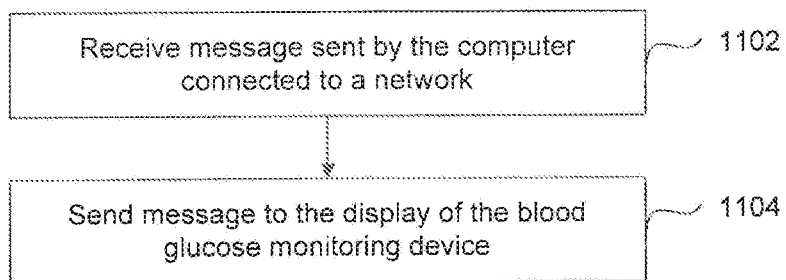 Receive message sent by the computer
connected to a network
1102
Send message to the display of the blood
glucose monitoring device
1104